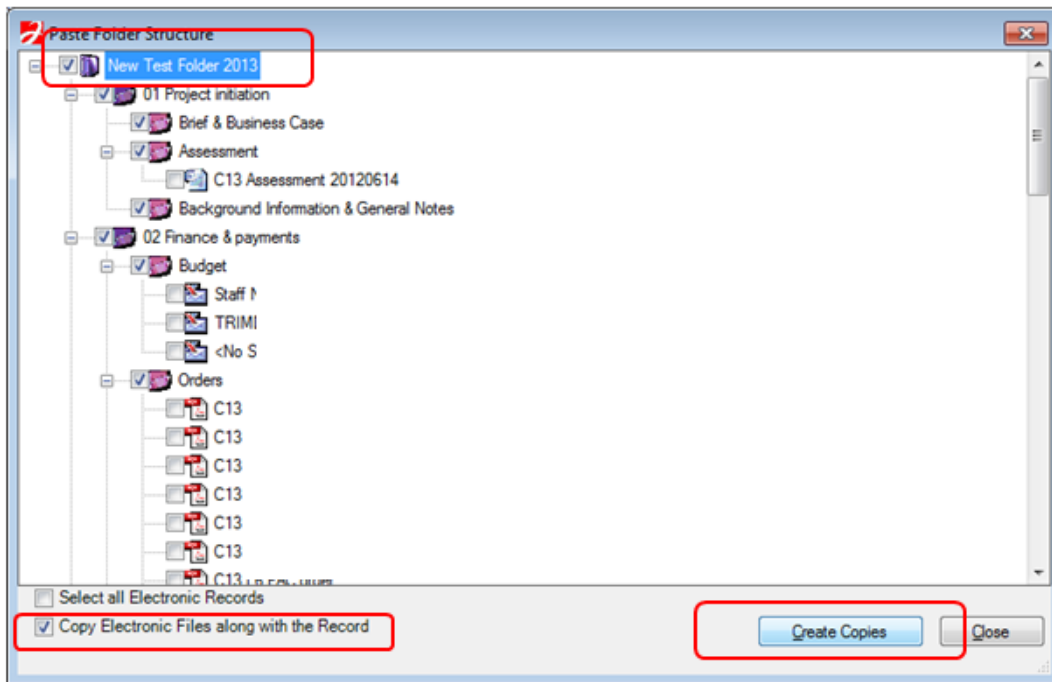 Paste Folder Structure
New Test Folder 2013
01 Project initiation
Brief & Business Case
Assessment
C13 Assessment 20120614
Background Information & General Notes
02 Finance & payments
Budget
Staff
TRIM
<No S
Orders
C13
C13
C13
C13
C13
C13
C13
Select all Electronic Records
Copy Electronic Files along with the Record
Create Copies
Close